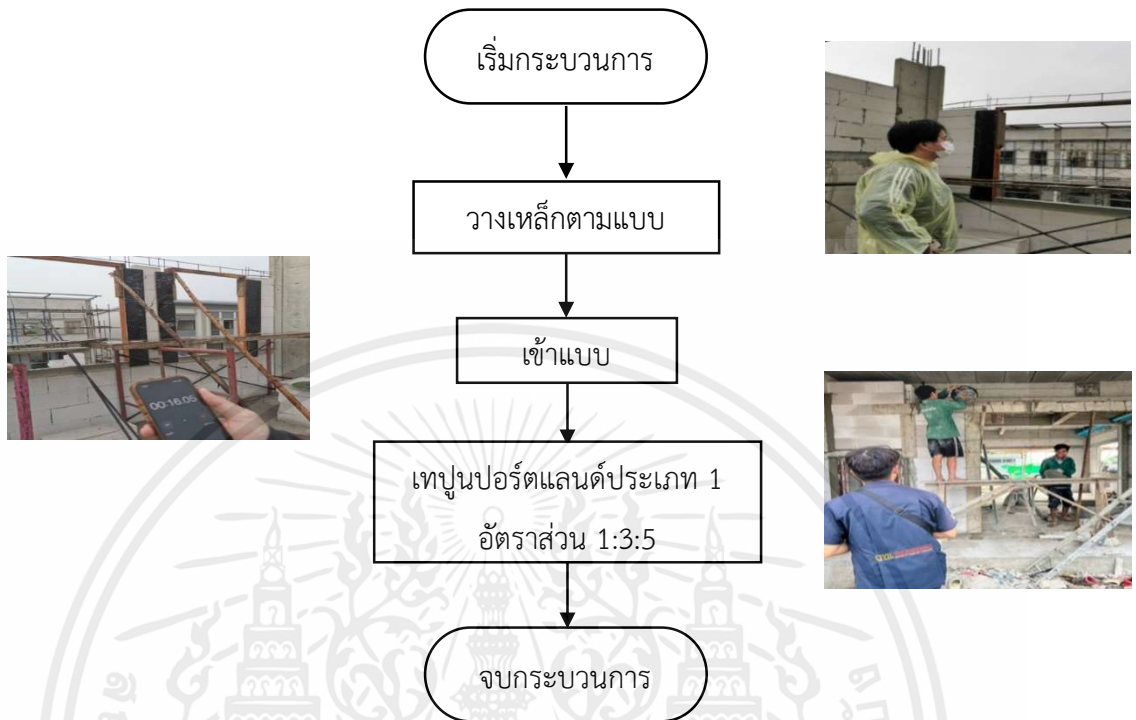 เริ่มกระบวนการ
วางเหล็กตามแบบ
เข้าแบบ
00:16.05
เทปูนปอร์ตแลนด์ประเภท 1
อัตราส่วน 1:3:5
จบกระบวนการ